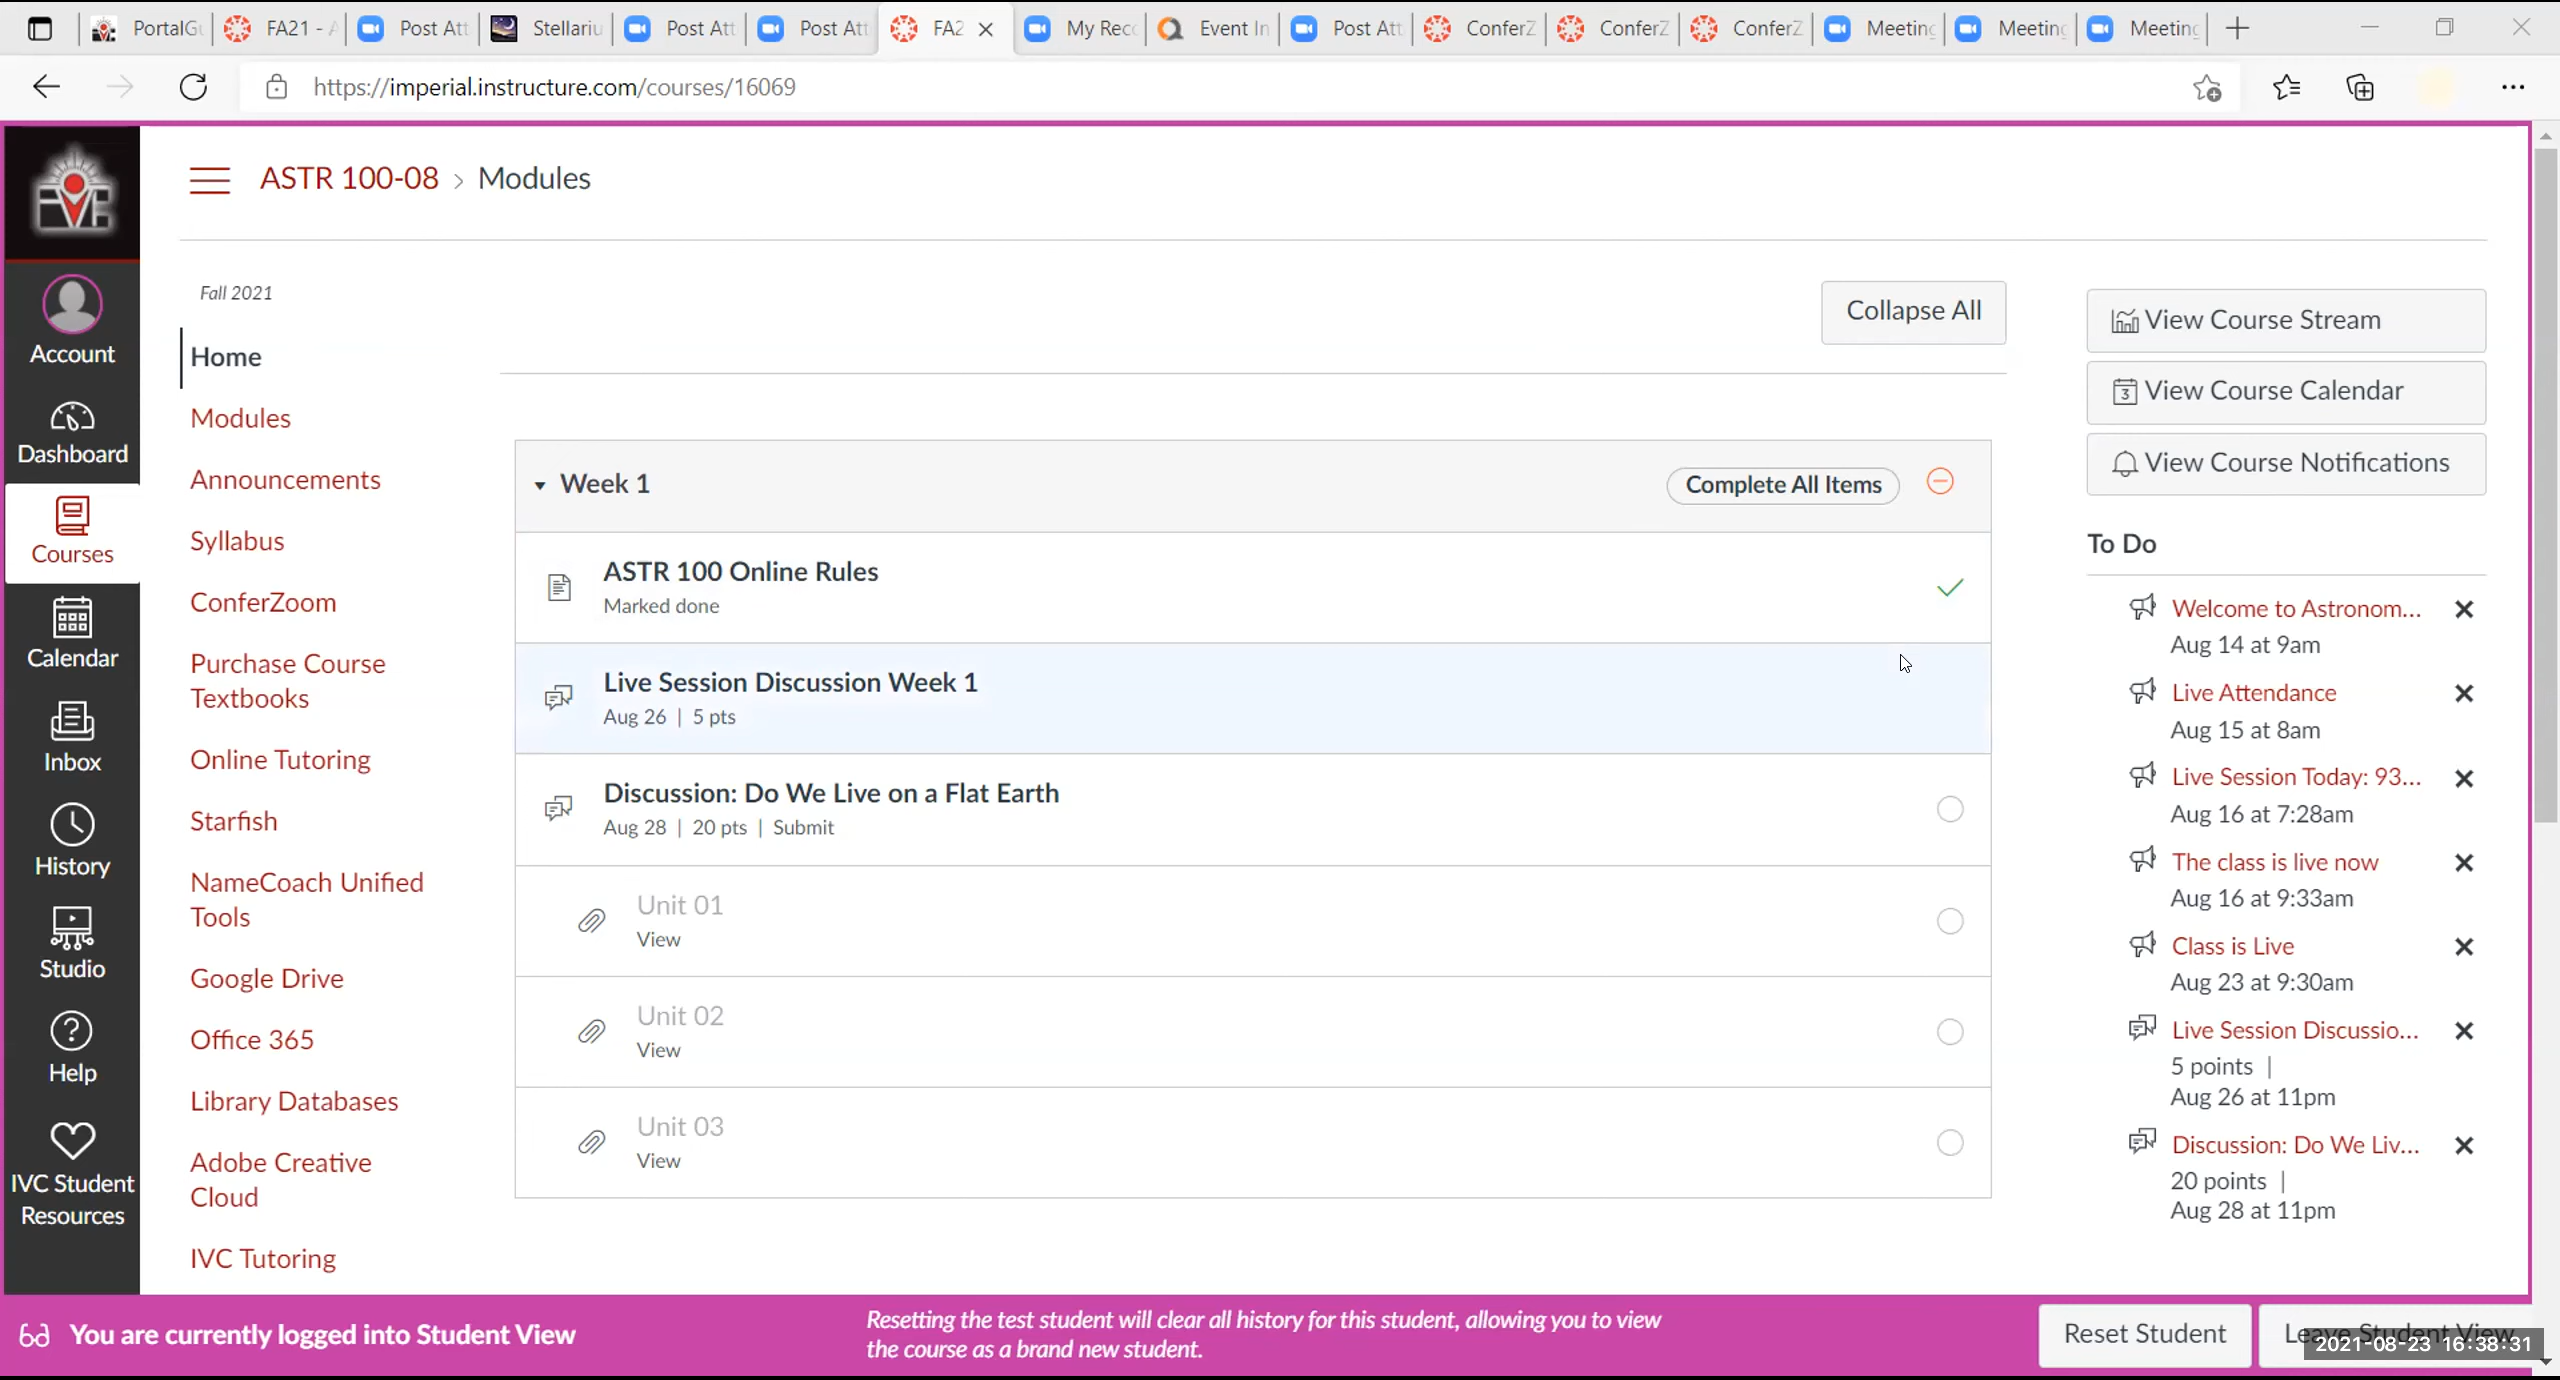 PortalGu
FA21 - A
Post Att
Stellariu
Post Att
Post Att
FA2
My Rec
Event In
Post Att
ConferZ
ConferZ
ConferZ
Meeting
Meeting
Meeting
https://imperial.instructure.com/courses/16069
ASTR 100-08 > Modules
Account
Dashboard
Courses
Calendar
Inbox
History
Studio
Help
IVC Student
Resources
Fall 2021
Home
Modules
Announcements
Syllabus
ConferZoom
Purchase Course
Textbooks
Online Tutoring
Starfish
NameCoach Unified
Tools
Google Drive
Office 365
Library Databases
Adobe Creative
Cloud
IVC Tutoring
Collapse All
Week 1
Complete All Items
ASTR 100 Online Rules
Marked done
Live Session Discussion Week 1
Aug 26 | 5 pts
Discussion: Do We Live on a Flat Earth
Aug 28 | 20 pts | Submit
Unit 01
View
Unit 02
View
Unit 03
View
View Course Stream
3 View Course Calendar
View Course Notifications
To Do
Welcome to Astronom...
Aug 14 at 9am
Live Attendance
Aug 15 at 8am
Live Session Today: 93...
Aug 16 at 7:28am
The class is live now
Aug 16 at 9:33am
Class is Live
Aug 23 at 9:30am
Live Session Discussio...
5 points |
Aug 26 at 11pm
Discussion: Do We Liv...
20 points |
Aug 28 at 11pm
You are currently logged into Student View
Resetting the test student will clear all history for this student, allowing you to view
the course as a brand new student.
Reset Student
Leave Student View
2021-08-23 16:38:31